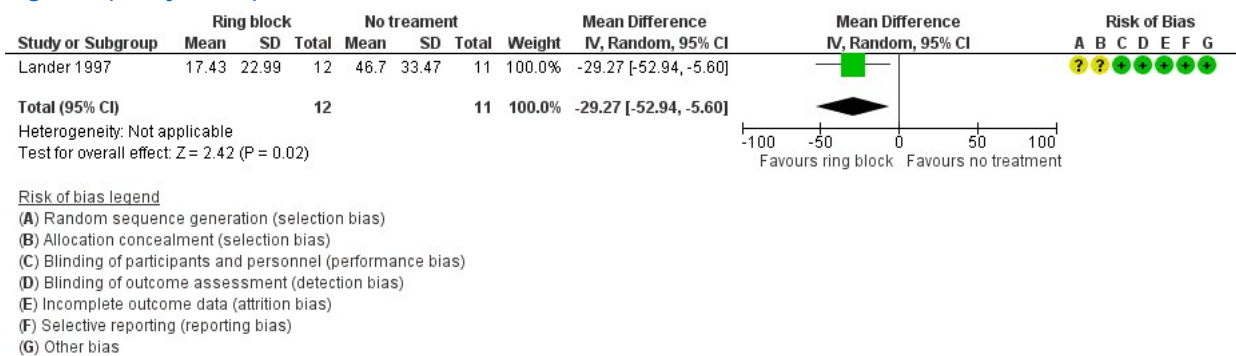 Ring block No treament Mean Difference Mean Difference Risk of Bias
Study or Subgroup Mean SD Total Mean SD Total Weight IV, Random, 95% CI IV, Random, 95% CI A B C D E F G
Lander 1997 17.43 22.99 12 46.7 33.47 11 100.0% -29.27 [-52.94, -5.60] ? ? + + + + +
Total (95% CI) 12 11 100.0% -29.27 [-52.94, -5.60]
Heterogeneity: Not applicable
Test for overall effect: Z = 2.42 (P = 0.02)
-100 -50 0 50 100
Favours ring block Favours no treatment
Risk of bias legend
(A) Random sequence generation (selection bias)
(B) Allocation concealment (selection bias)
(C) Blinding of participants and personnel (performance bias)
(D) Blinding of outcome assessment (detection bias)
(E) Incomplete outcome data (attrition bias)
(F) Selective reporting (reporting bias)
(G) Other bias